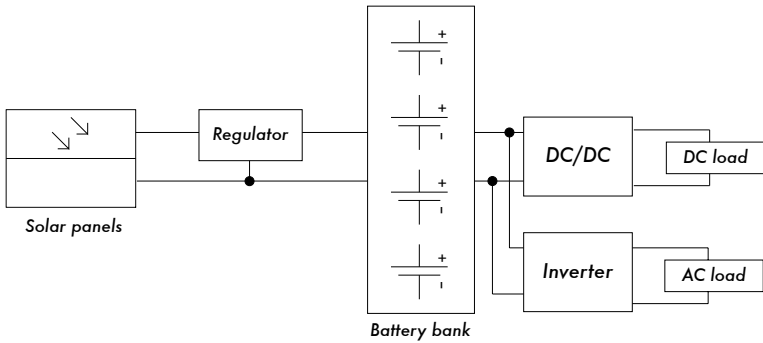 +
-
+
-
Regulator
DC/DC
DC load
Solar panels
+
-
+
-
Inverter
AC load
Battery bank